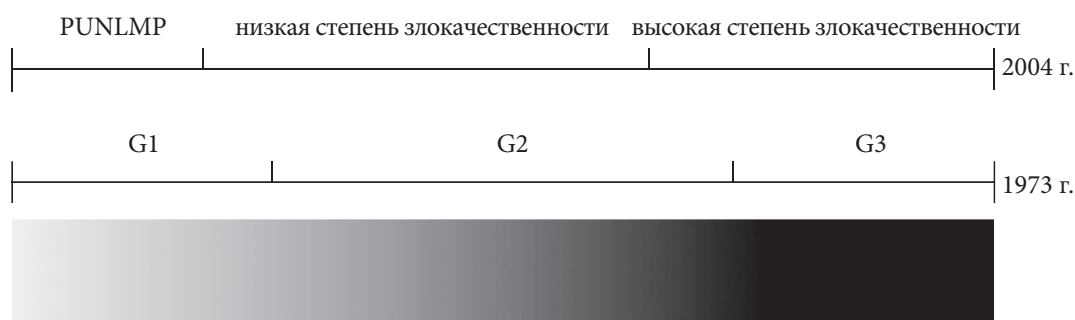 PUNLMP низкая степень злокачественности высокая степень злокачественности
2004 г.
G1 G2 G3
1973 г.